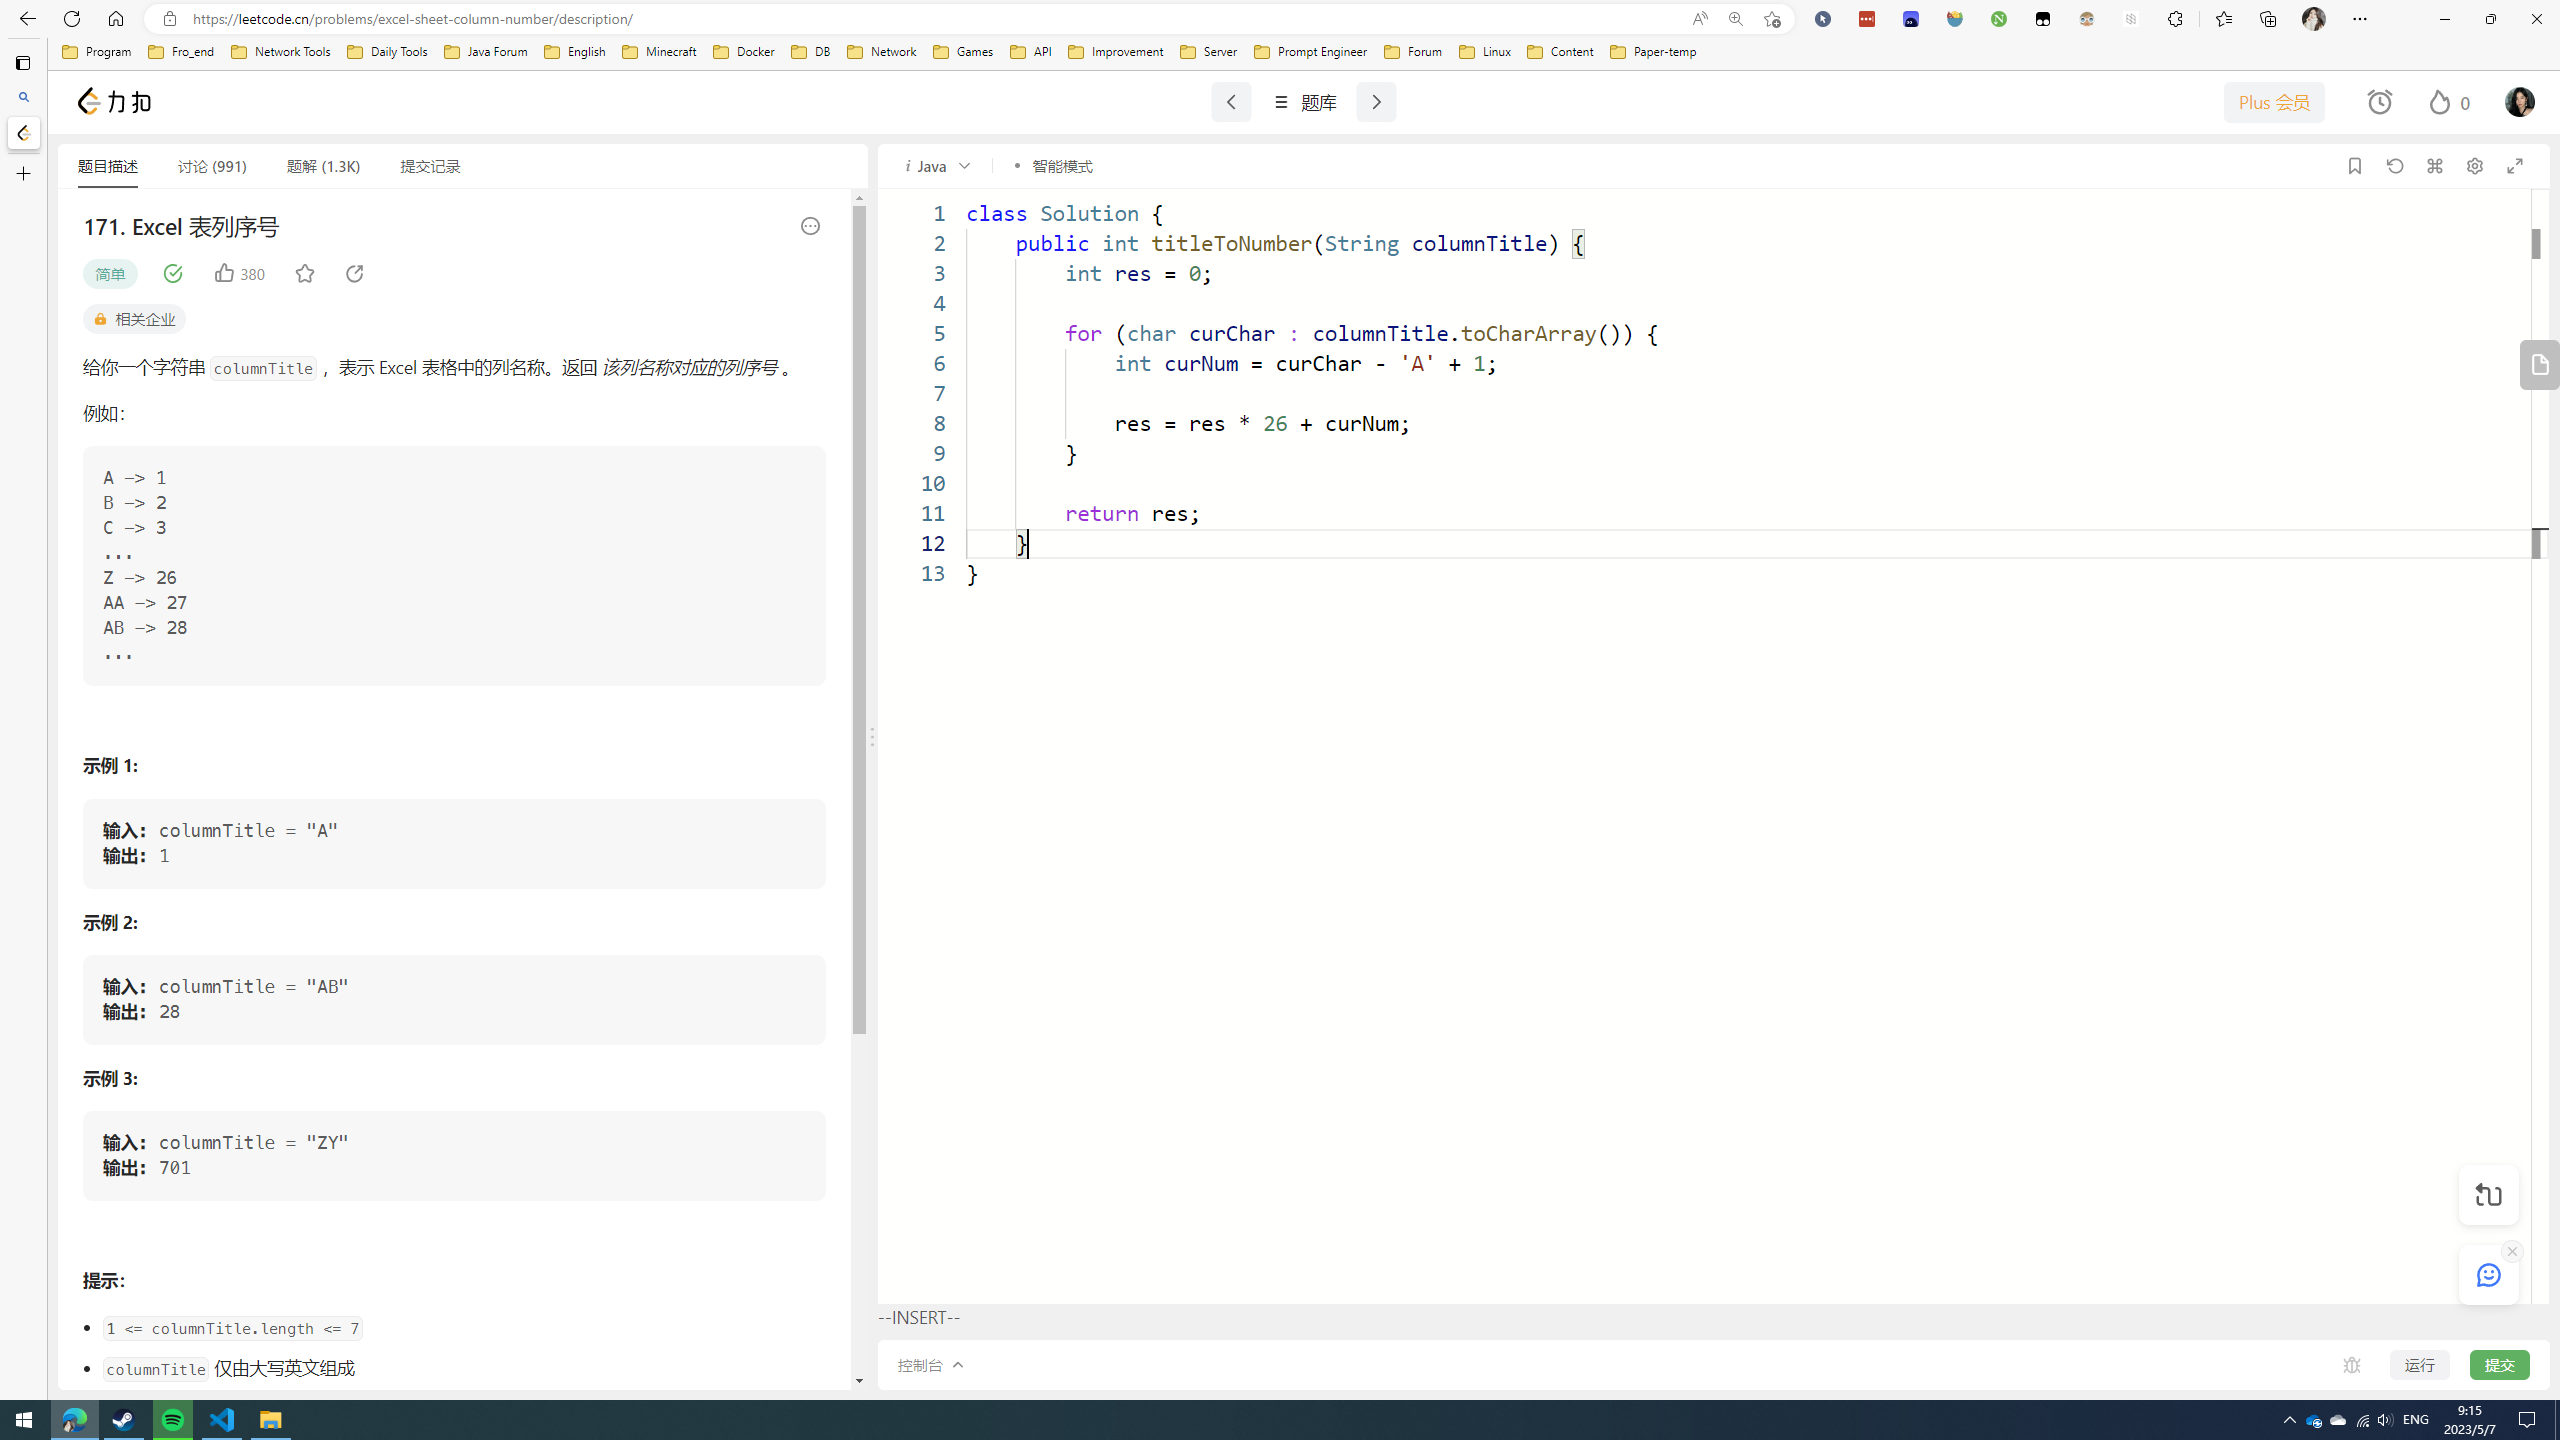 https://leetcode.cn/problems/excel-sheet-column-number/description/
Program Fro_end Network Tools Daily Tools Java Forum English Minecraft Docker DB Network Games API Improvement Server Prompt Engineer Forum Linux Content Paper-temp
力扣 题库 Plus 会员 0
题目描述 讨论 (991) 题解 (1.3K) 提交记录
171. Excel 表列序号
简单 380
相关企业
给你一个字符串 columnTitle ，表示 Excel 表格中的列名称。返回 该列名称对应的列序号 。
例如：
A -> 1
B -> 2
C -> 3
...
Z -> 26
AA -> 27
AB -> 28
...
示例 1:
输入: columnTitle = "A"
输出: 1
示例 2:
输入: columnTitle = "AB"
输出: 28
示例 3:
输入: columnTitle = "ZY"
输出: 701
提示：
• 1 <= columnTitle.length <= 7
• columnTitle 仅由大写英文组成
i Java • 智能模式
1 class Solution {
2     public int titleToNumber(String columnTitle) {
3         int res = 0;
4
5         for (char curChar : columnTitle.toCharArray()) {
6             int curNum = curChar - 'A' + 1;
7
8             res = res * 26 + curNum;
9         }
10
11         return res;
12     }
13 }
--INSERT--
控制台 运行 提交
ENG 9:15
2023/5/7